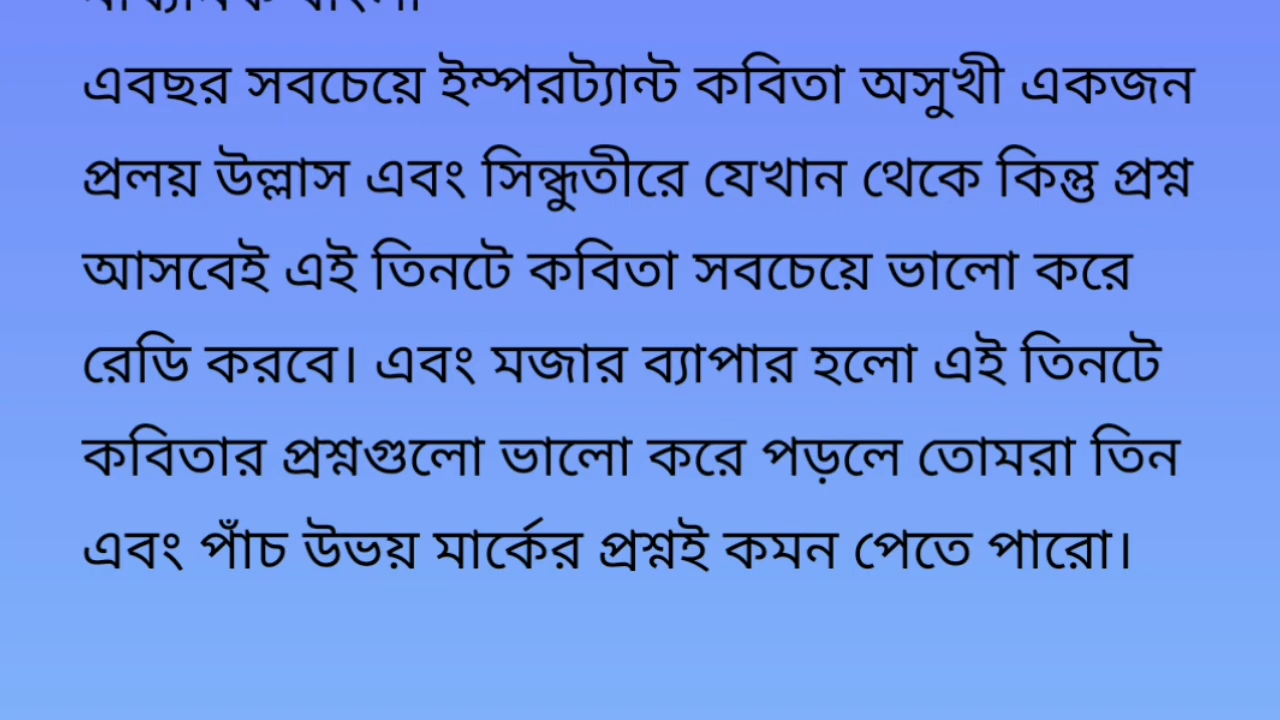 এবছর সবচেয়ে ইম্পরট্যান্ট কবিতা অসুখী একজন
প্রলয় উল্লাস এবং সিন্ধুতীরে যেখান থেকে কিন্তু প্রশ্ন
আসবেই এই তিনটে কবিতা সবচেয়ে ভালো করে
রেডি করবে। এবং মজার ব্যাপার হলো এই তিনটে
কবিতার প্রশ্নগুলো ভালো করে পড়লে তোমরা তিন
এবং পাঁচ উভয় মার্কের প্রশ্নই কমন পেতে পারো।